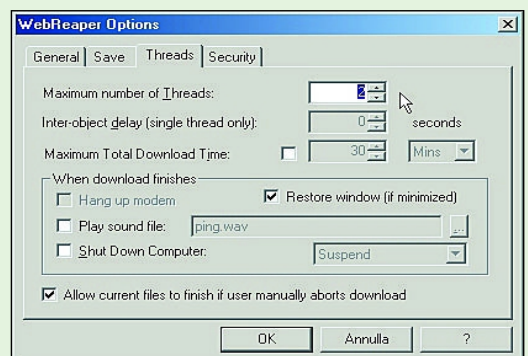 WebReaper Options
General Save Threads Security
Maximum number of Threads: 2
Inter-object delay (single thread only): 0 seconds
Maximum Total Download Time: 30 Mins
When download finishes
Hang up modem Restore window (if minimized)
Play sound file: ping.wav ...
Shut Down Computer: Suspend
Allow current files to finish if user manually aborts download
OK Annulla ?